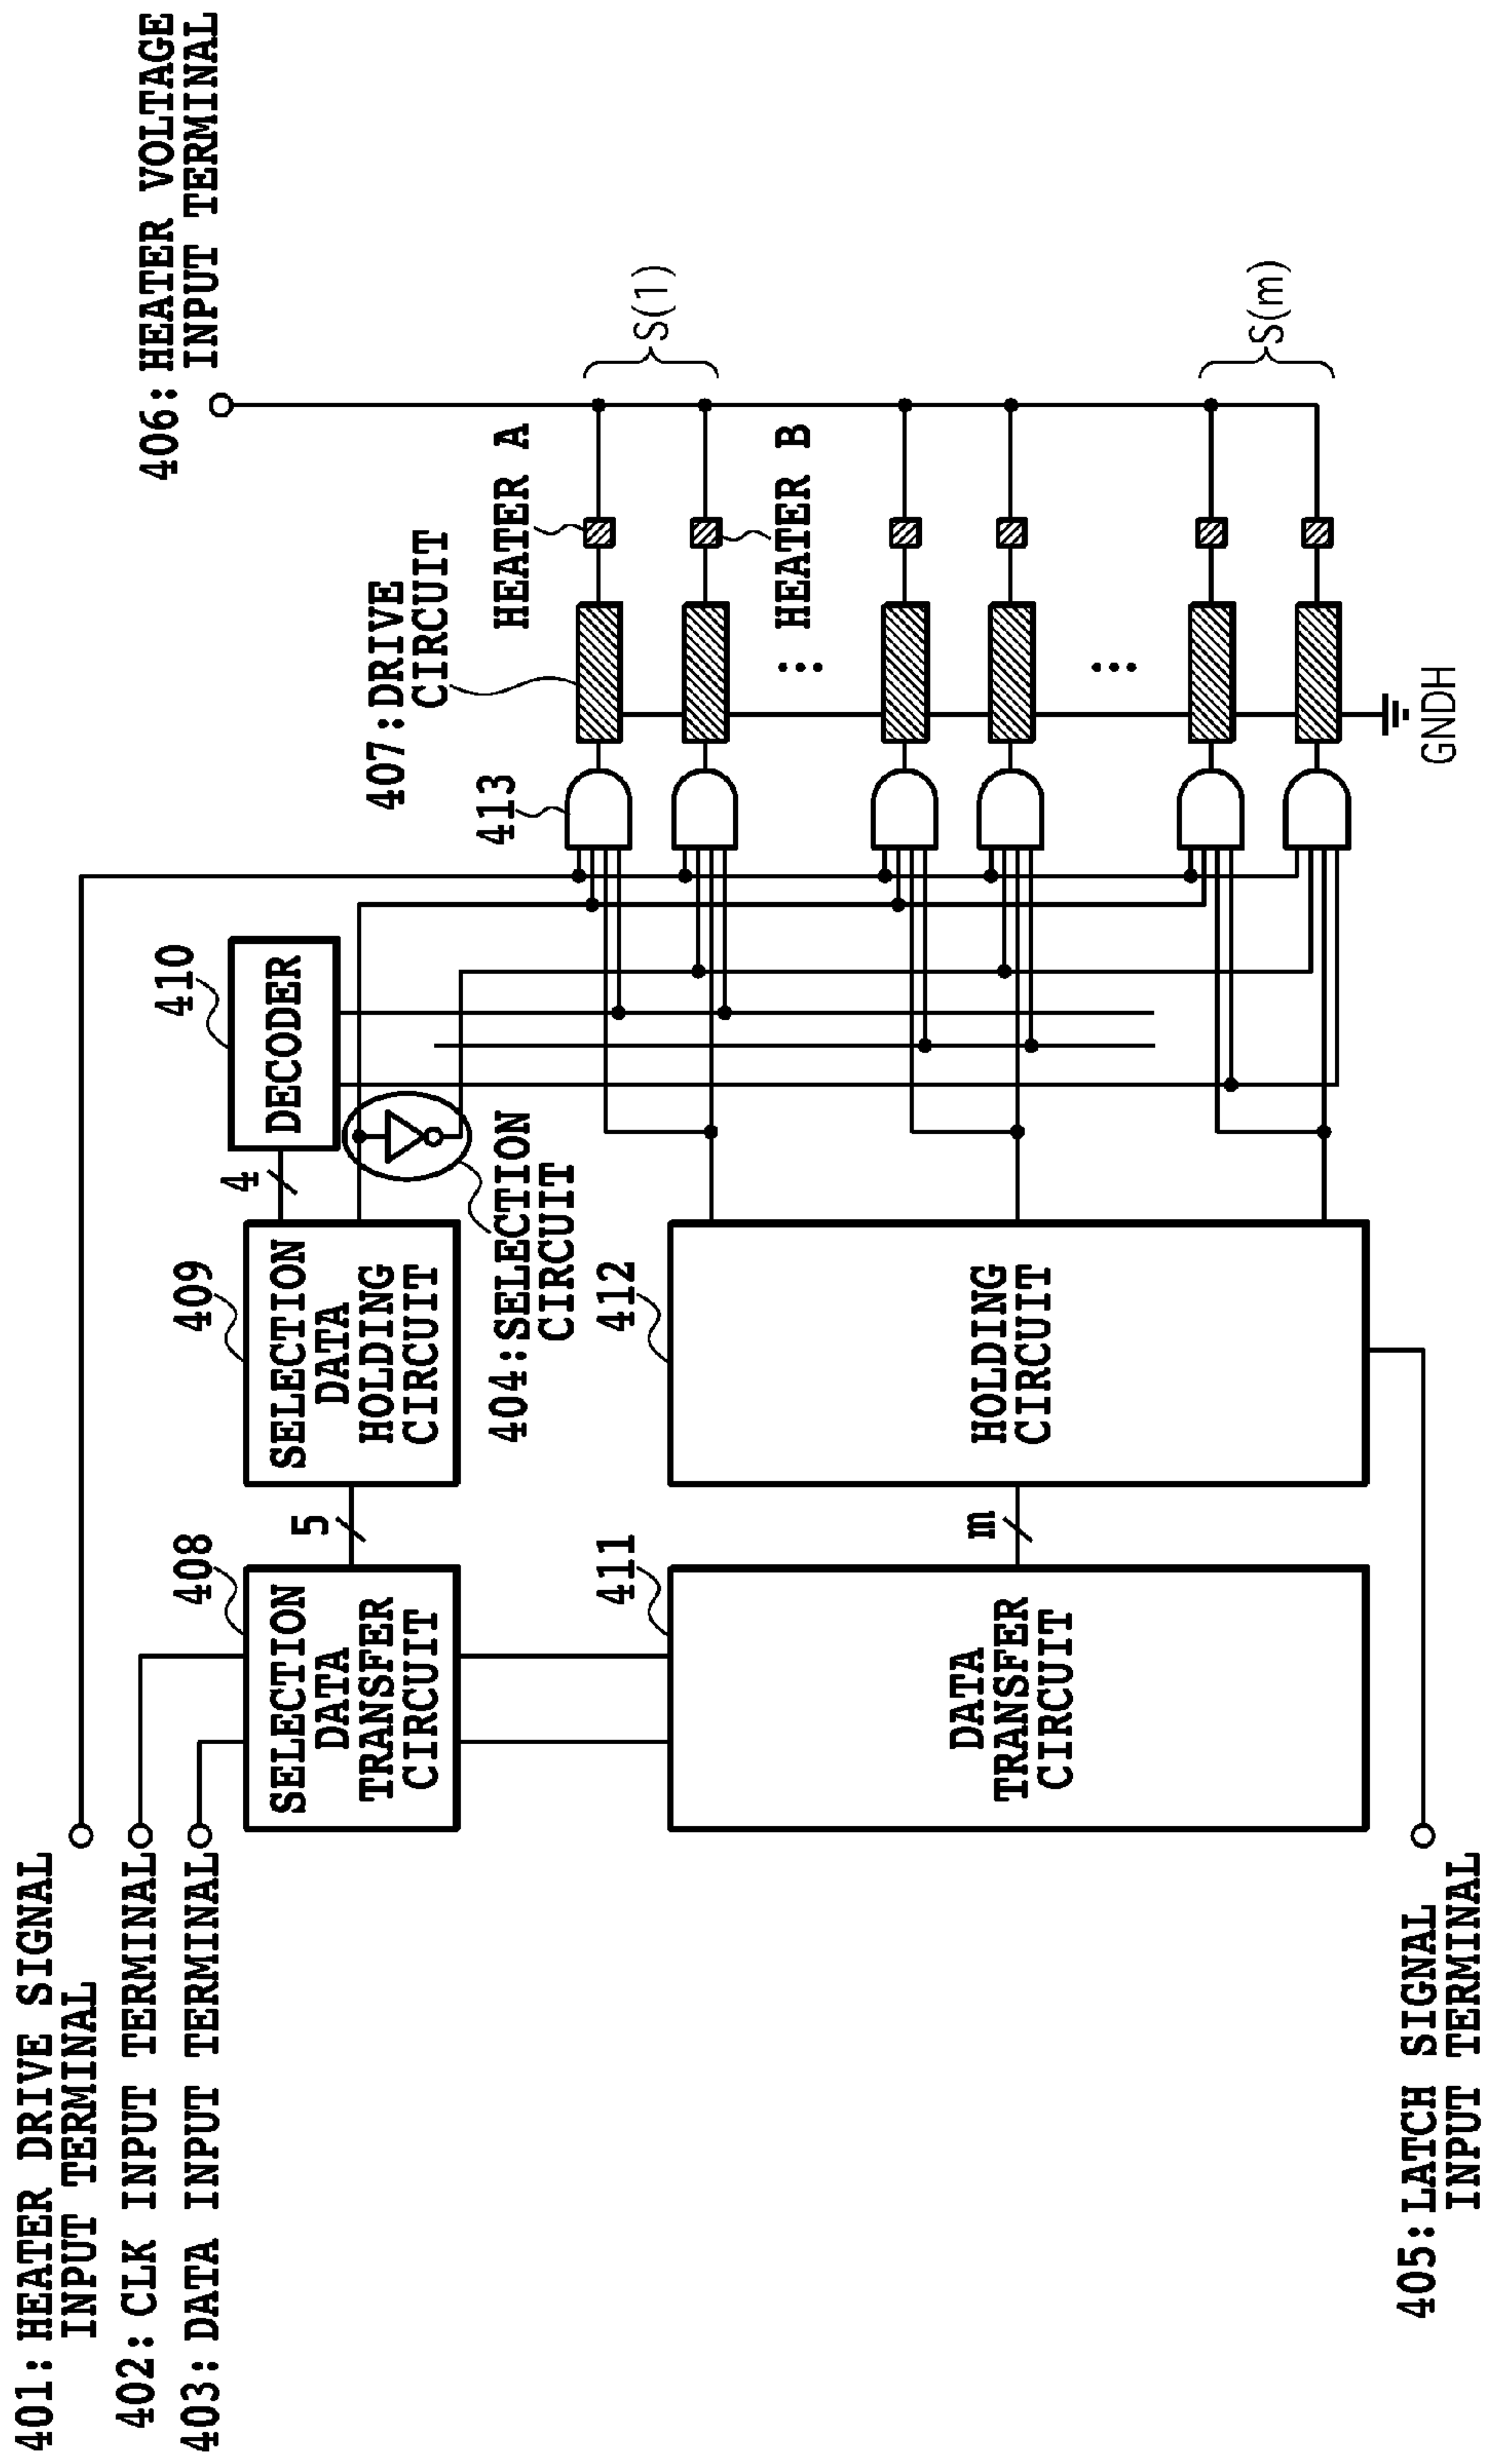 401:HEATER DRIVE SIGNAL
INPUT TERMINAL
402:CLK INPUT TERMINAL
403:DATA INPUT TERMINAL
408
SELECTION
DATA
TRANSFER
CIRCUIT
5
409
SELECTION
DATA
HOLDING
CIRCUIT
4
410
DECODER
404:SELECTION
CIRCUIT
406:HEATER VOLTAGE
INPUT TERMINAL
407:DRIVE
CIRCUIT
413
HEATER A
HEATER B
S(1)
S(m)
411
DATA
TRANSFER
CIRCUIT
m
412
HOLDING
CIRCUIT
GNDH
405:LATCH SIGNAL
INPUT TERMINAL